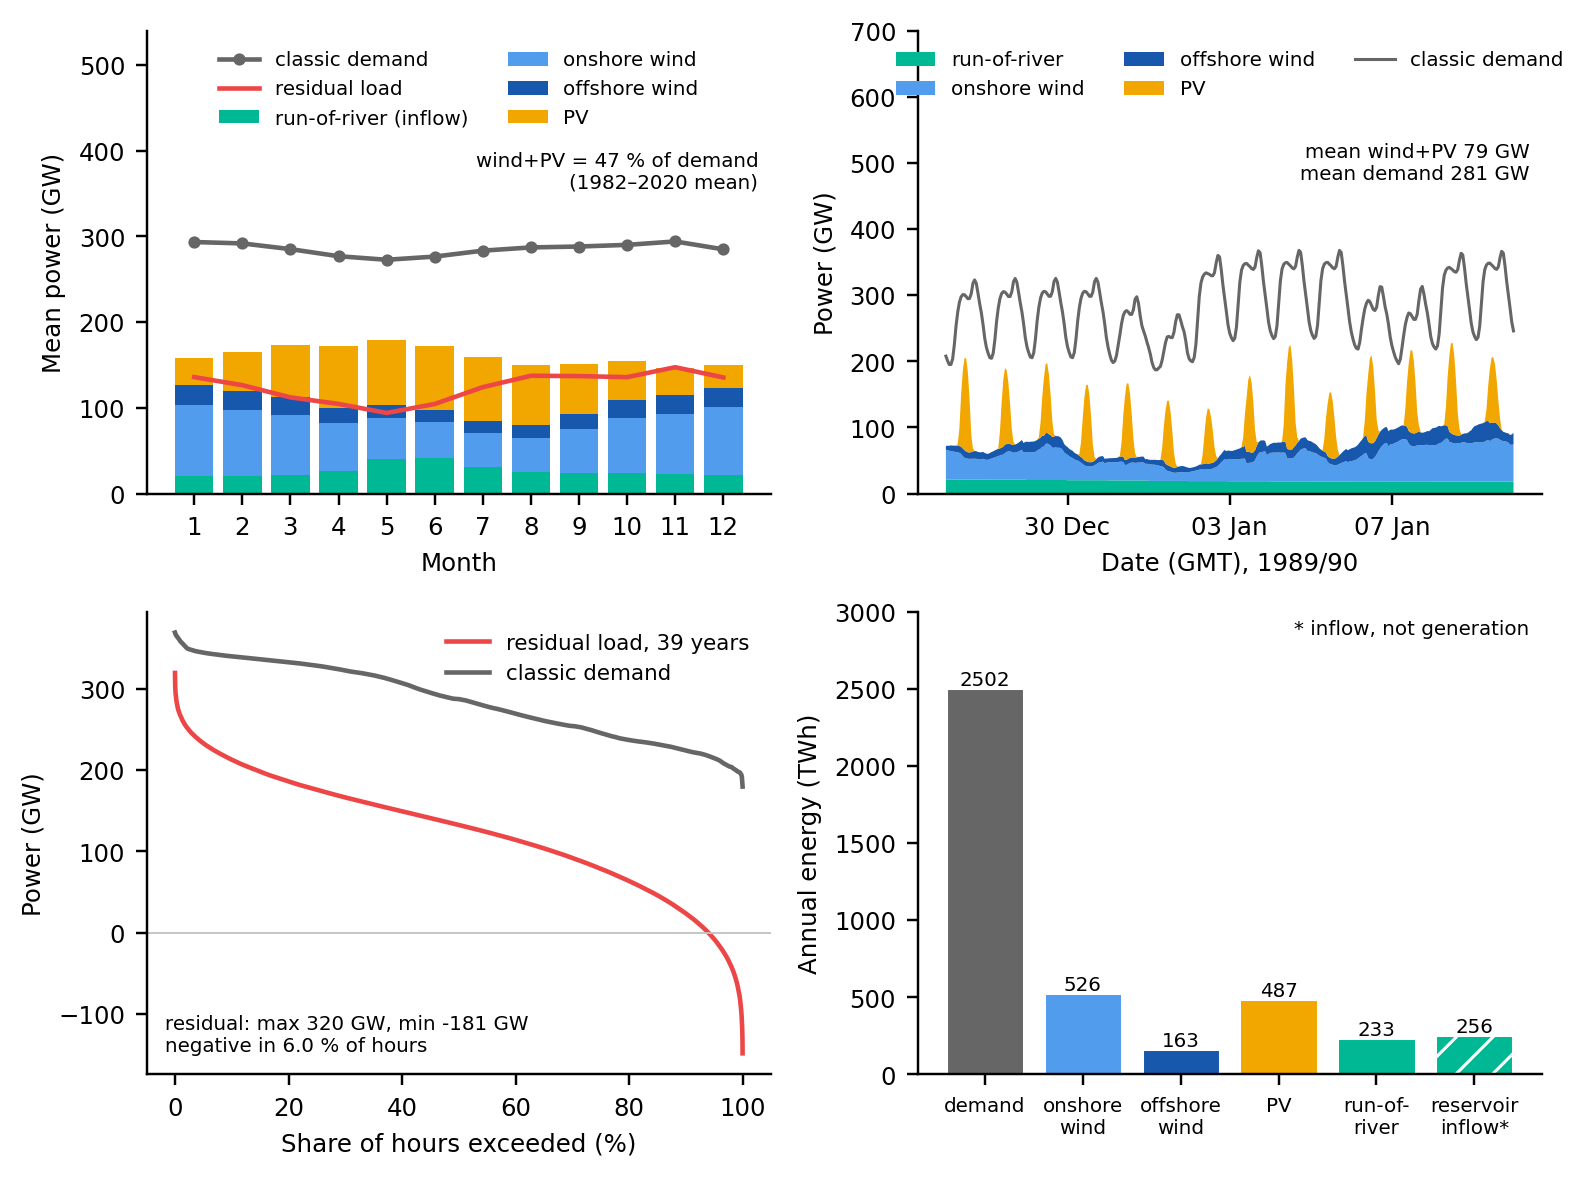 classic demand
residual load
run-of-river (inflow)
onshore wind
offshore wind
PV
wind+PV = 47 % of demand
(1982–2020 mean)
Mean power (GW)
500
400
300
200
100
0
1 2 3 4 5 6 7 8 9 10 11 12
Month
run-of-river
onshore wind
offshore wind
PV
classic demand
mean wind+PV 79 GW
mean demand 281 GW
Power (GW)
700
600
500
400
300
200
100
0
30 Dec 03 Jan 07 Jan
Date (GMT), 1989/90
residual load, 39 years
classic demand
Power (GW)
300
200
100
0
−100
residual: max 320 GW, min -181 GW
negative in 6.0 % of hours
0 20 40 60 80 100
Share of hours exceeded (%)
* inflow, not generation
Annual energy (TWh)
3000
2500
2000
1500
1000
500
0
2502
526
163
487
233
256
demand
onshore
wind
offshore
wind
PV
run-of-
river
reservoir
inflow*